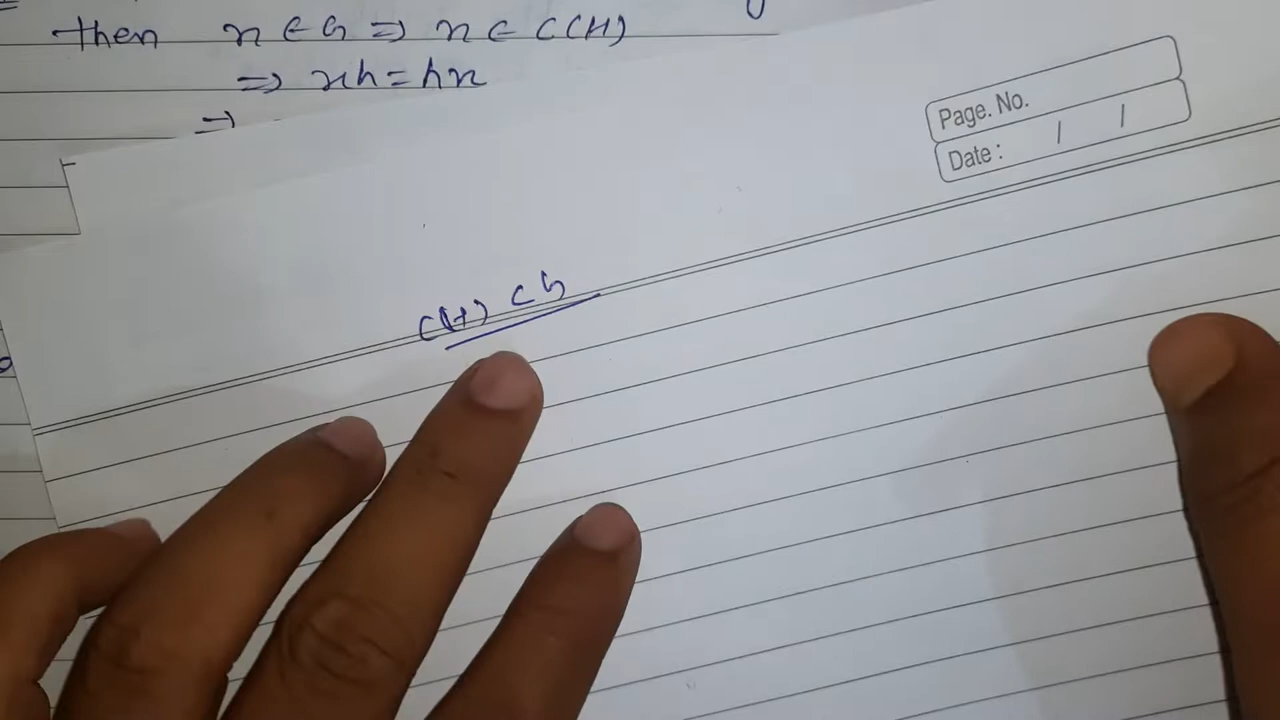 then x ∈ G ⇒ x ∈ C(H)
⇒ xh = hx
⇒
Page. No.
Date : / /
C(H) ⊂ G